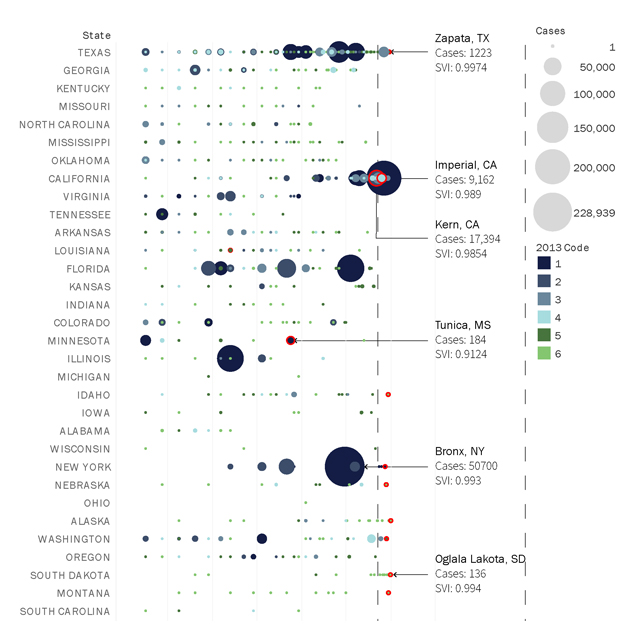 State
TEXAS
GEORGIA
KENTUCKY
MISSOURI
NORTH CAROLINA
MISSISSIPPI
OKLAHOMA
CALIFORNIA
VIRGINIA
TENNESSEE
ARKANSAS
LOUISIANA
FLORIDA
KANSAS
INDIANA
COLORADO
MINNESOTA
ILLINOIS
MICHIGAN
IDAHO
IOWA
ALABAMA
WISCONSIN
NEW YORK
NEBRASKA
OHIO
ALASKA
WASHINGTON
OREGON
SOUTH DAKOTA
MONTANA
SOUTH CAROLINA
Zapata, TX
Cases: 1223
SVI: 0.9974
Imperial, CA
Cases: 9,162
SVI: 0.989
Kern, CA
Cases: 17,394
SVI: 0.9854
Tunica, MS
Cases: 184
SVI: 0.9124
Bronx, NY
Cases: 50700
SVI: 0.993
Oglala Lakota, SD
Cases: 136
SVI: 0.994
Cases
1
50,000
100,000
150,000
200,000
228,939
2013 Code
1
2
3
4
5
6